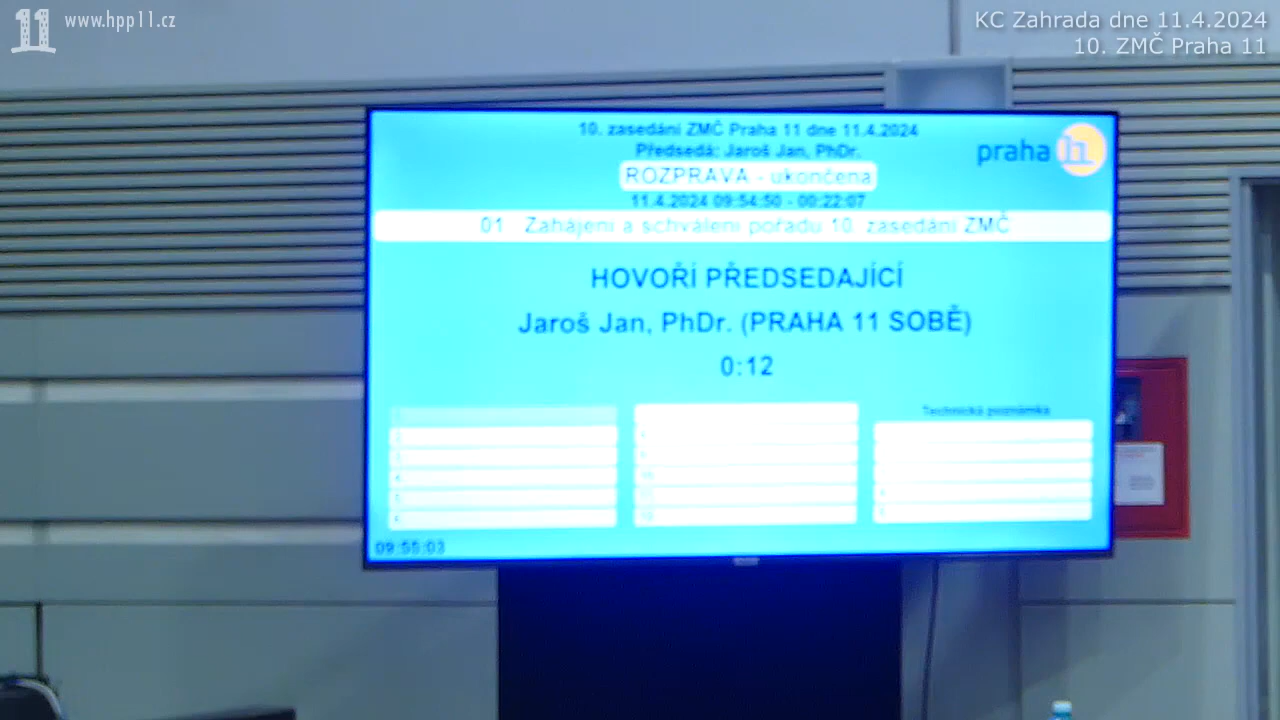 11 www.hpp11.cz
KC Zahrada dne 11.4.2024
10. ZMČ Praha 11
10. zasedání ZMČ Praha 11 dne 11.4.2024
Předsedá: Jaroš Jan, PhDr.
praha 11
ROZPRAVA - ukončena
11.4.2024 09:54:50 - 00:22:07
01 Zahájení a schválení pořadu 10. zasedání ZMČ
HOVOŘÍ PŘEDSEDAJÍCÍ
Jaroš Jan, PhDr. (PRAHA 11 SOBĚ)
0:12
Technická poznámka
09:55:03